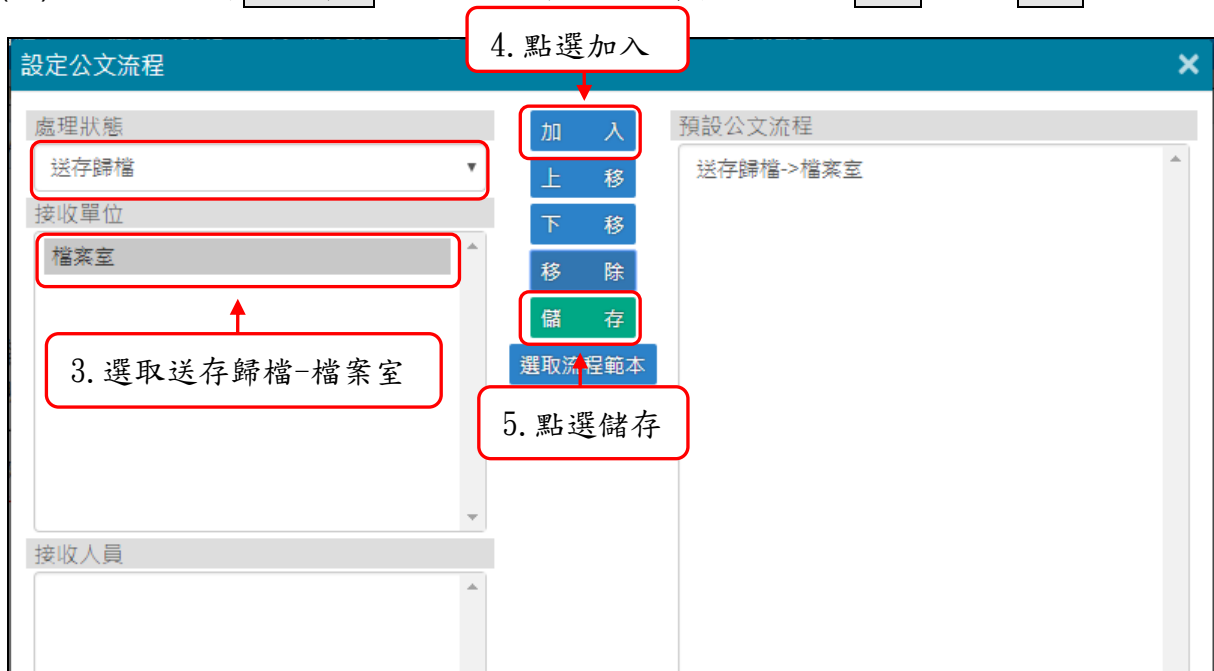 4.點選加入
設定公文流程
處理狀態
送存歸檔
接收單位
檔案室
3.選取送存歸檔-檔案室
接收人員
加 入
上 移
下 移
移 除
儲 存
選取流程範本
5.點選儲存
預設公文流程
送存歸檔->檔案室